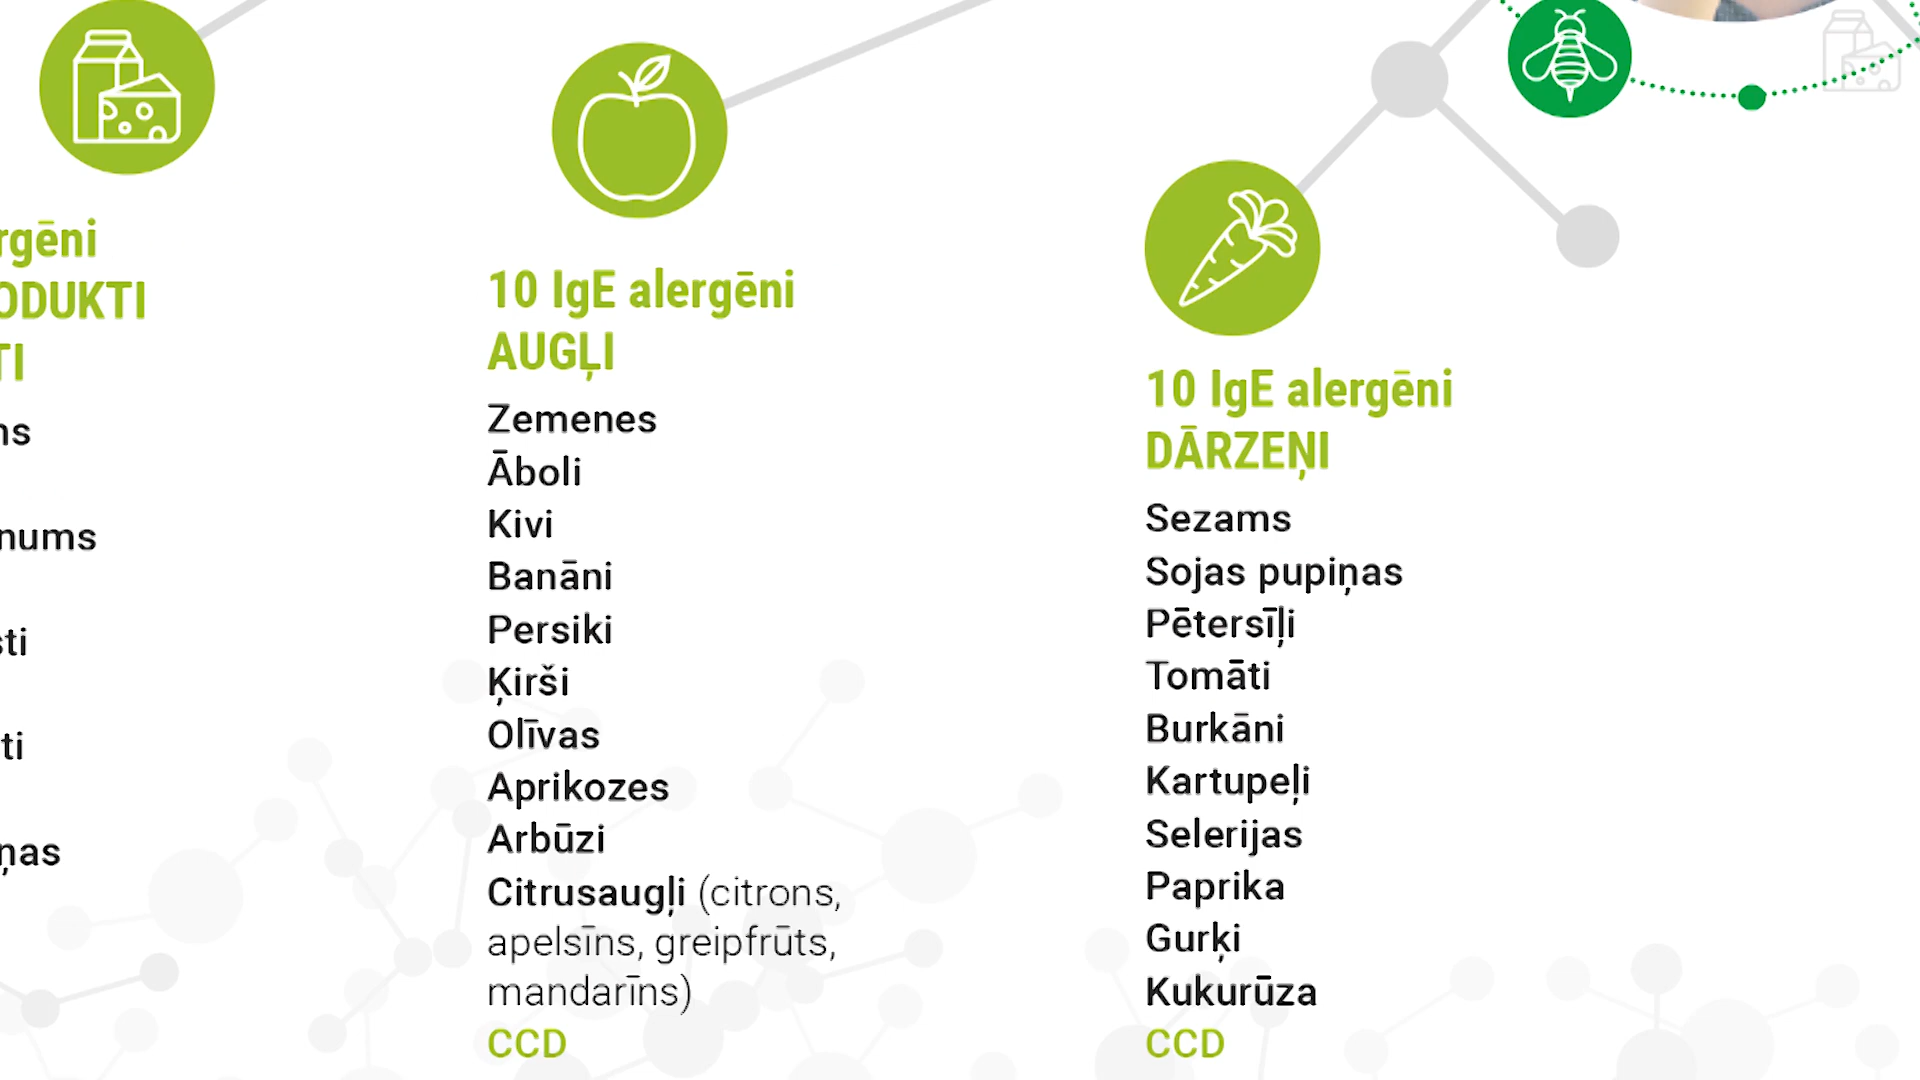 10 IgE alergēni
AUGĻI
Zemenes
Āboli
Kivi
Banāni
Persiki
Ķirši
Olīvas
Aprikozes
Arbūzi
Citrusaugļi (citrons,
apelsīns, greipfrūts,
mandarīns)
CCD
10 IgE alergēni
DĀRZEŅI
Sezams
Sojas pupiņas
Pētersīļi
Tomāti
Burkāni
Kartupeļi
Selerijas
Paprika
Gurķi
Kukurūza
CCD